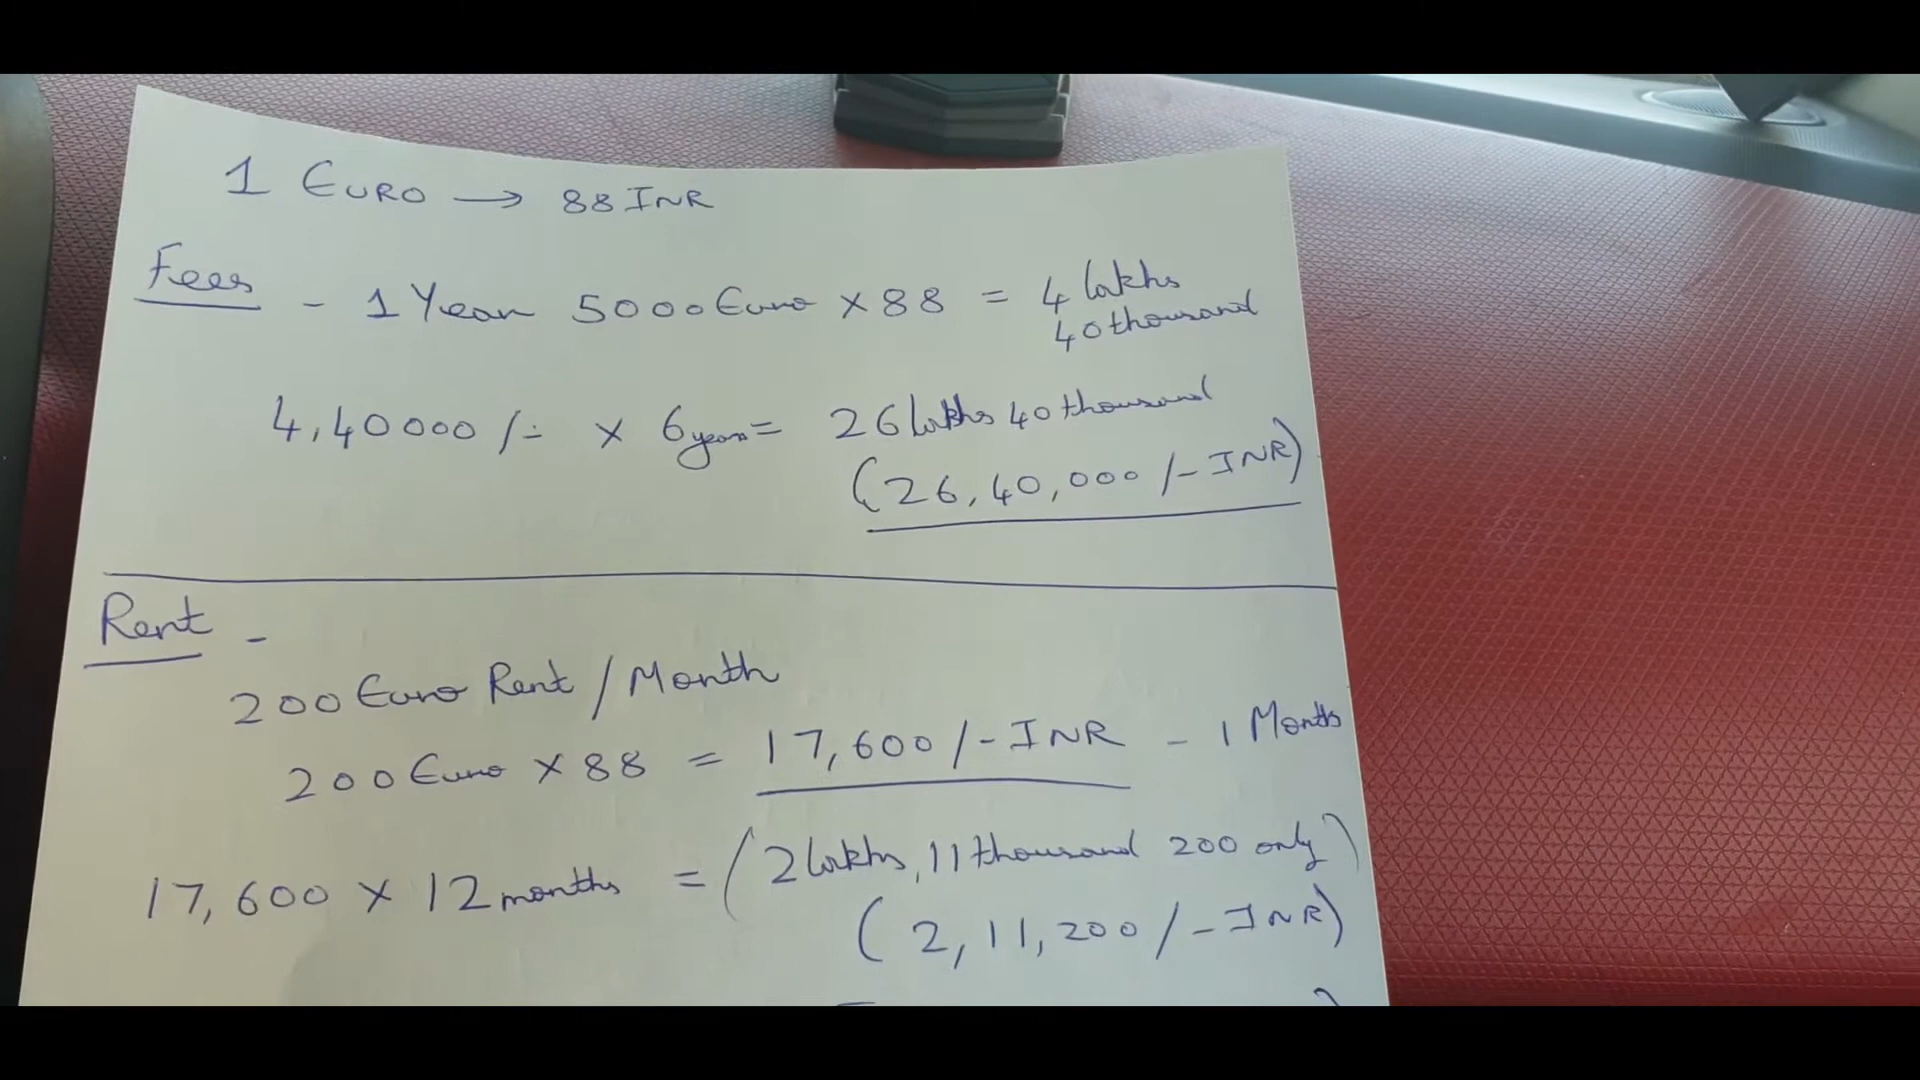 1 EURO → 88 INR
Fees - 1 Year 5000 Euro × 88 = 4 lakhs
40 thousand
4,40000/- × 6 years = 26 lakhs 40 thousand
(26,40,000/- INR)
Rent -
200 Euro Rent / Month
200 Euro × 88 = 17,600/- INR - 1 Months
17,600 × 12 months = (2 lakhs, 11 thousand 200 only)
(2,11,200/- INR)